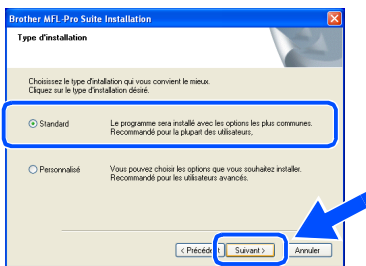 Brother MFL-Pro Suite Installation
Type d'installation
Choisissez le type d'intallation qui vous convient le mieux.
Cliquez sur le type d'installation désiré.
Standard
Le programme sera installé avec les options les plus communes.
Recommandé pour la plupart des utilisateurs,
Personnalisé
Vous pouvez choisir les options que vous souhaitez installer.
Recommandé pour les utilisateurs avancés.
< Précédent Suivant > Annuler